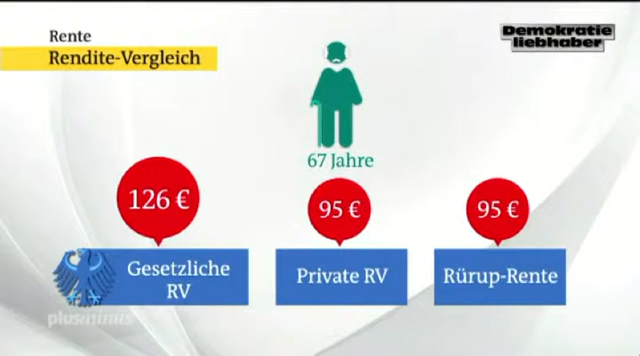 Rente
Rendite-Vergleich
Demokratie
liebhaber
67 Jahre
126 €
95 €
95 €
Gesetzliche
RV
Private RV
Rürup-Rente
plusminus